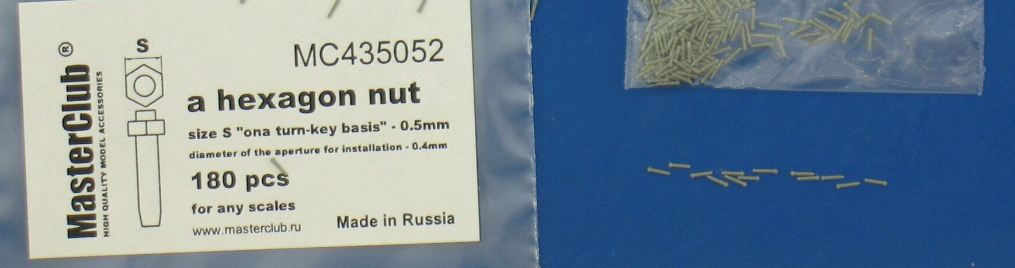 MasterClub®
HIGH QUALITY MODEL ACCESSORIES
S
MC435052
a hexagon nut
size S "ona turn-key basis" - 0.5mm
diameter of the aperture for installation - 0.4mm
180 pcs
for any scales
www.masterclub.ru
Made in Russia